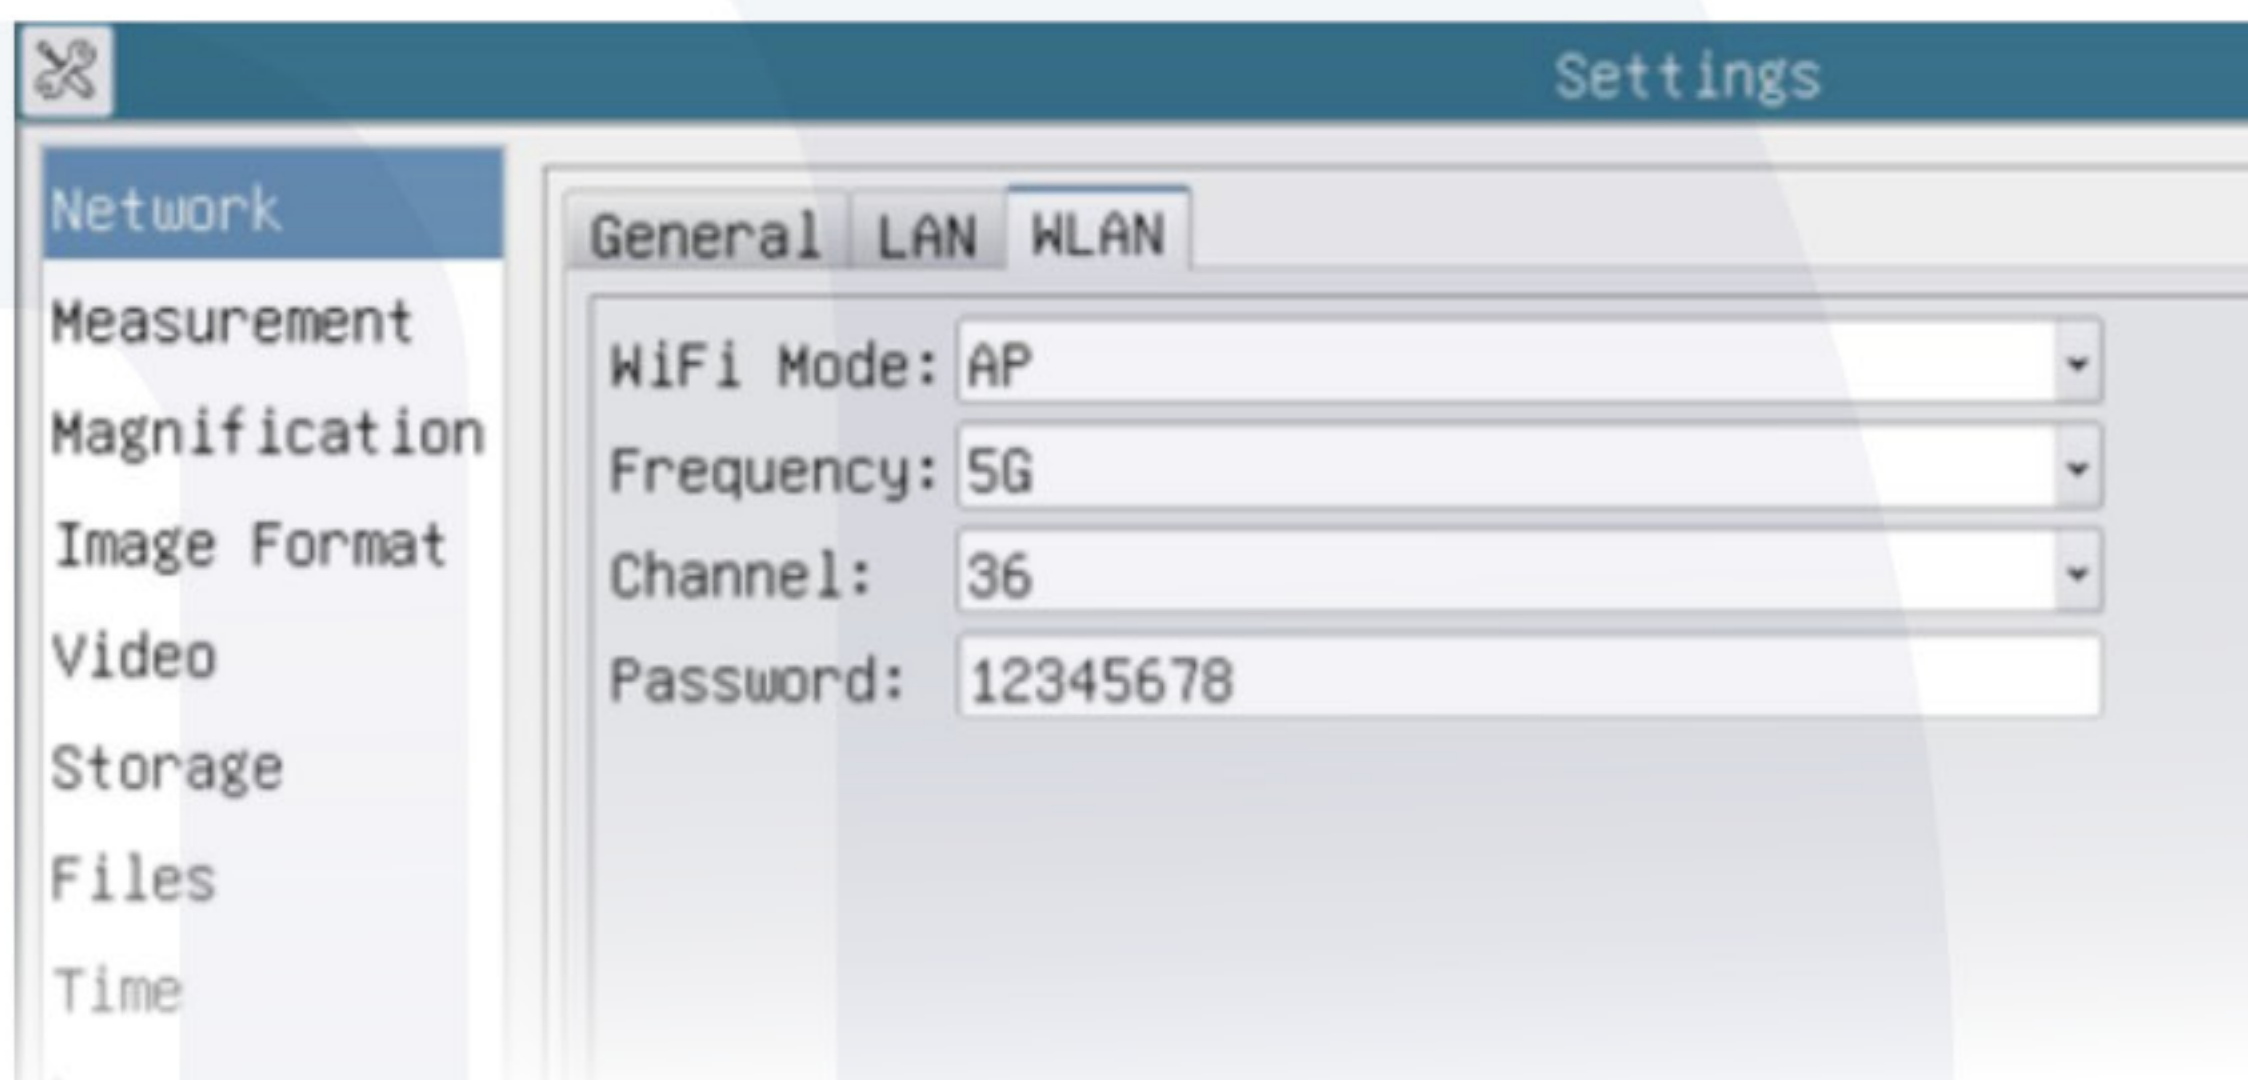 Settings
Network
Measurement
Magnification
Image Format
Video
Storage
Files
Time
General LAN WLAN
WiFi Mode: AP
Frequency: 5G
Channel: 36
Password: 12345678